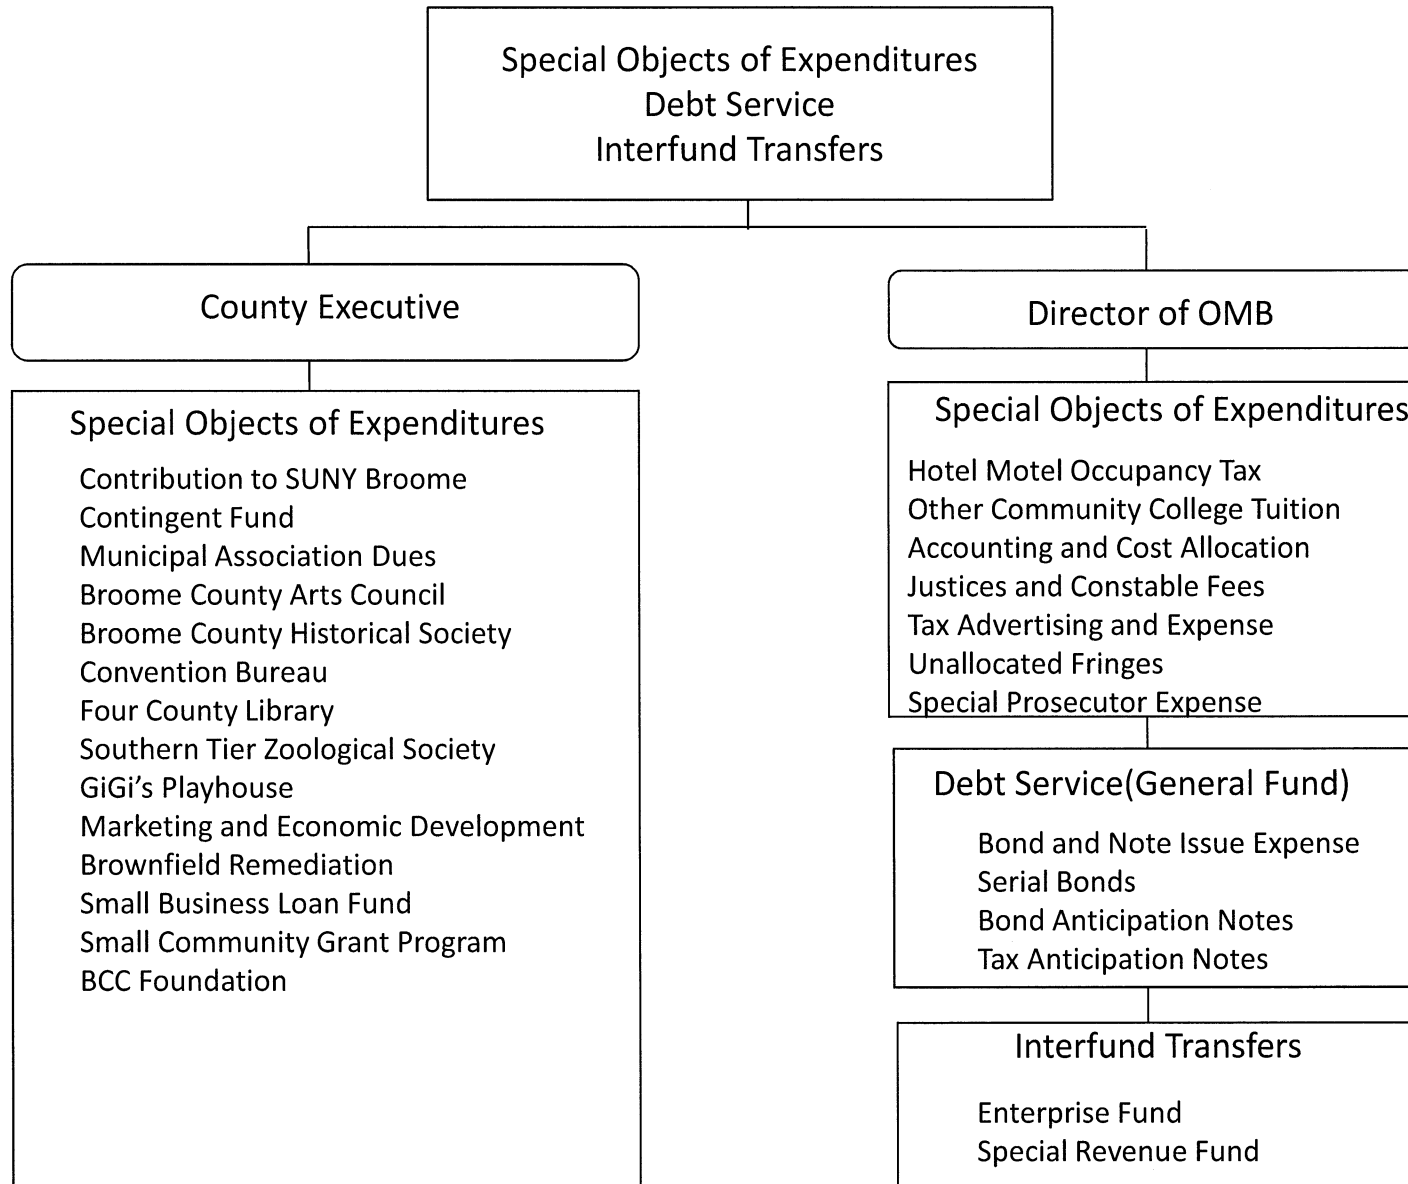 Special Objects of Expenditures
Debt Service
Interfund Transfers
County Executive
Special Objects of Expenditures
Contribution to SUNY Broome
Contingent Fund
Municipal Association Dues
Broome County Arts Council
Broome County Historical Society
Convention Bureau
Four County Library
Southern Tier Zoological Society
GiGi’s Playhouse
Marketing and Economic Development
Brownfield Remediation
Small Business Loan Fund
Small Community Grant Program
BCC Foundation
Director of OMB
Special Objects of Expenditures
Hotel Motel Occupancy Tax
Other Community College Tuition
Accounting and Cost Allocation
Justices and Constable Fees
Tax Advertising and Expense
Unallocated Fringes
Special Prosecutor Expense
Debt Service(General Fund)
Bond and Note Issue Expense
Serial Bonds
Bond Anticipation Notes
Tax Anticipation Notes
Interfund Transfers
Enterprise Fund
Special Revenue Fund